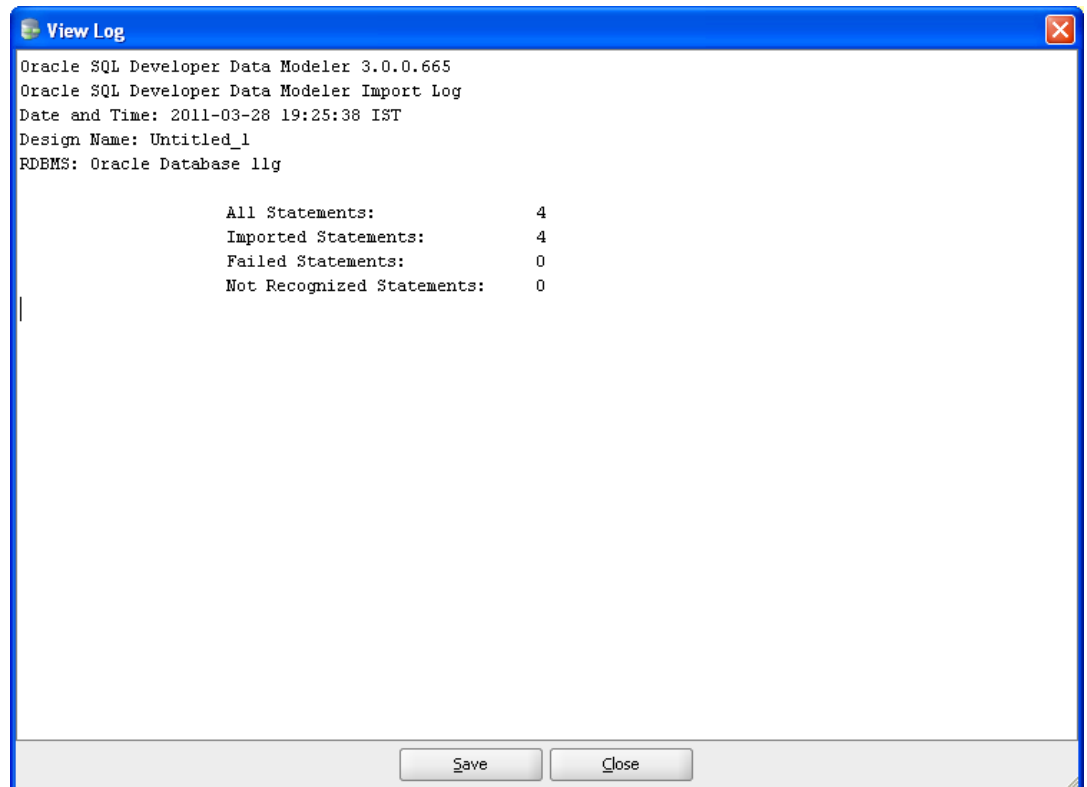 View Log
Oracle SQL Developer Data Modeler 3.0.0.665
Oracle SQL Developer Data Modeler Import Log
Date and Time: 2011-03-28 19:25:38 IST
Design Name: Untitled_1
RDBMS: Oracle Database 11g
All Statements: 4
Imported Statements: 4
Failed Statements: 0
Not Recognized Statements: 0
Save Close